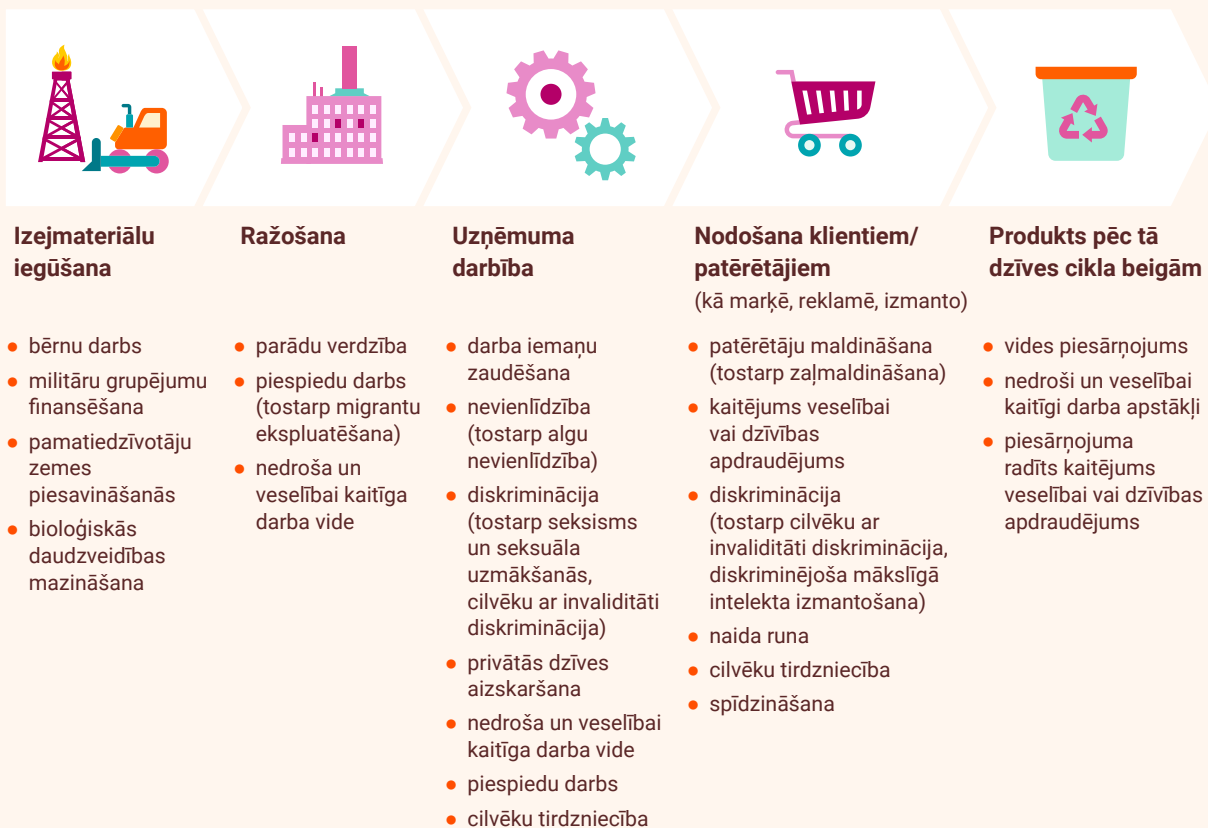 Izejmateriālu
iegūšana
bērnu darbs
militāru grupējumu
finansēšana
pamatiedzīvotāju
zemes
piesavināšanās
bioloģiskās
daudzveidības
mazināšana
Ražošana
parādu verdzība
piespiedu darbs
(tostarp migrantu
ekspluatēšana)
nedroša un
veselībai kaitīga
darba vide
Uzņēmuma
darbība
darba iemaņu
zaudēšana
nevienlīdzība
(tostarp algu
nevienlīdzība)
diskriminācija
(tostarp seksisms
un seksuāla
uzmākšanās,
cilvēku ar invaliditāti
diskriminācija)
privātās dzīves
aizskaršana
nedroša un veselībai
kaitīga darba vide
piespiedu darbs
cilvēku tirdzniecība
Nodošana klientiem/
patērētājiem
(kā marķē, reklamē, izmanto)
patērētāju maldināšana
(tostarp zaļmaldināšana)
kaitējums veselībai
vai dzīvības
apdraudējums
diskriminācija
(tostarp cilvēku ar
invaliditāti diskriminācija,
diskriminējoša mākslīgā
intelekta izmantošana)
naida runa
cilvēku tirdzniecība
spīdzināšana
Produkts pēc tā
dzīves cikla beigām
vides piesārņojums
nedroši un veselībai
kaitīgi darba apstākļi
piesārņojuma
radīts kaitējums
veselībai vai dzīvības
apdraudējums